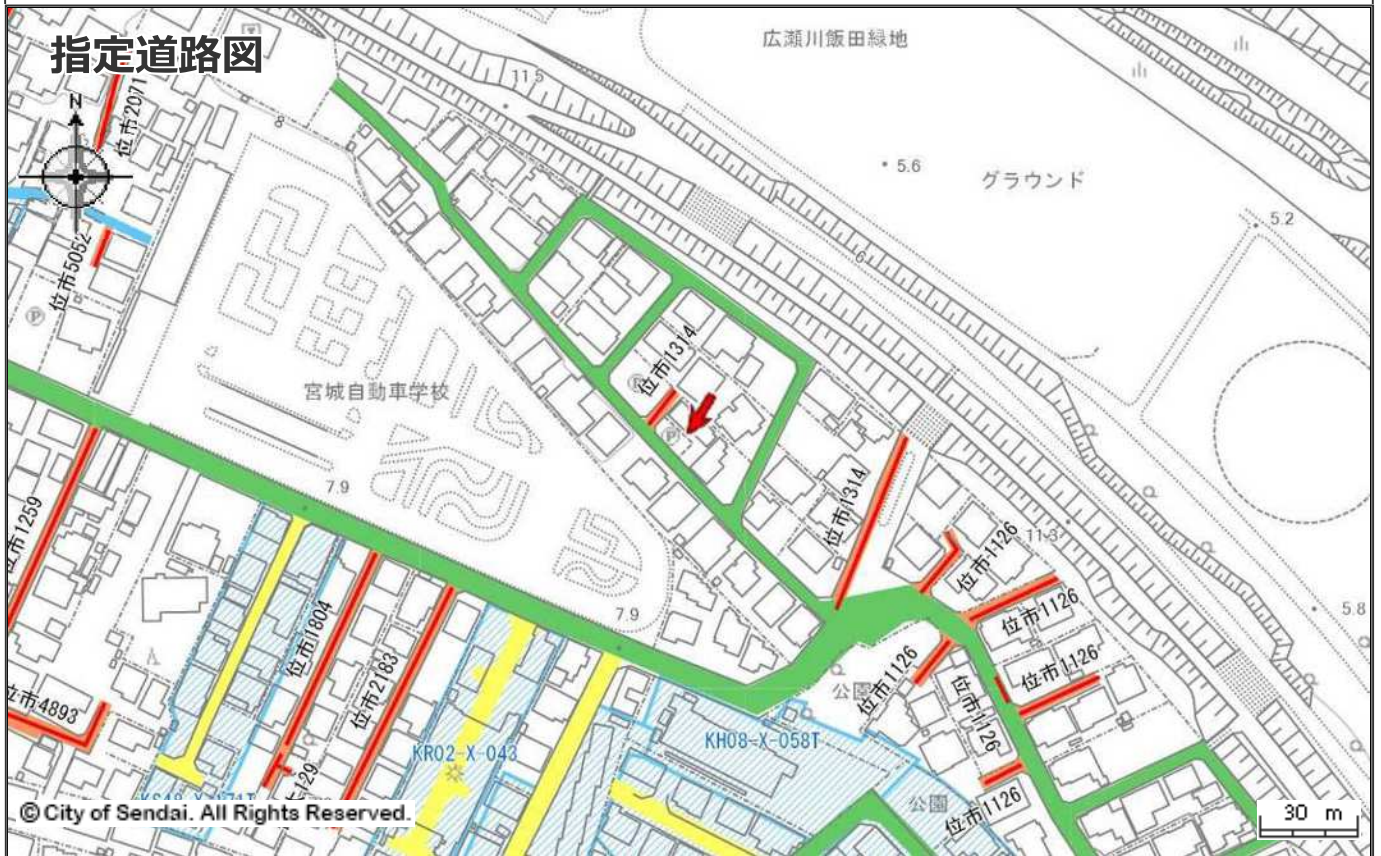 指定道路図
N
広瀬川飯田緑地
グラウンド
11.5
8
5.6
5.2
6
位市2071
位市5052
P
宮城自動車学校
位市1314
P
P
7.9
位市1259
位市1314
位市1126
11.3
位市1126
5.8
7.9
位市1804
位市2183
位市1126
公園
位市1126
位市1126
位市4893
KR02-X-043
KH08-X-058T
公園
位市1126
© City of Sendai. All Rights Reserved.
30 m